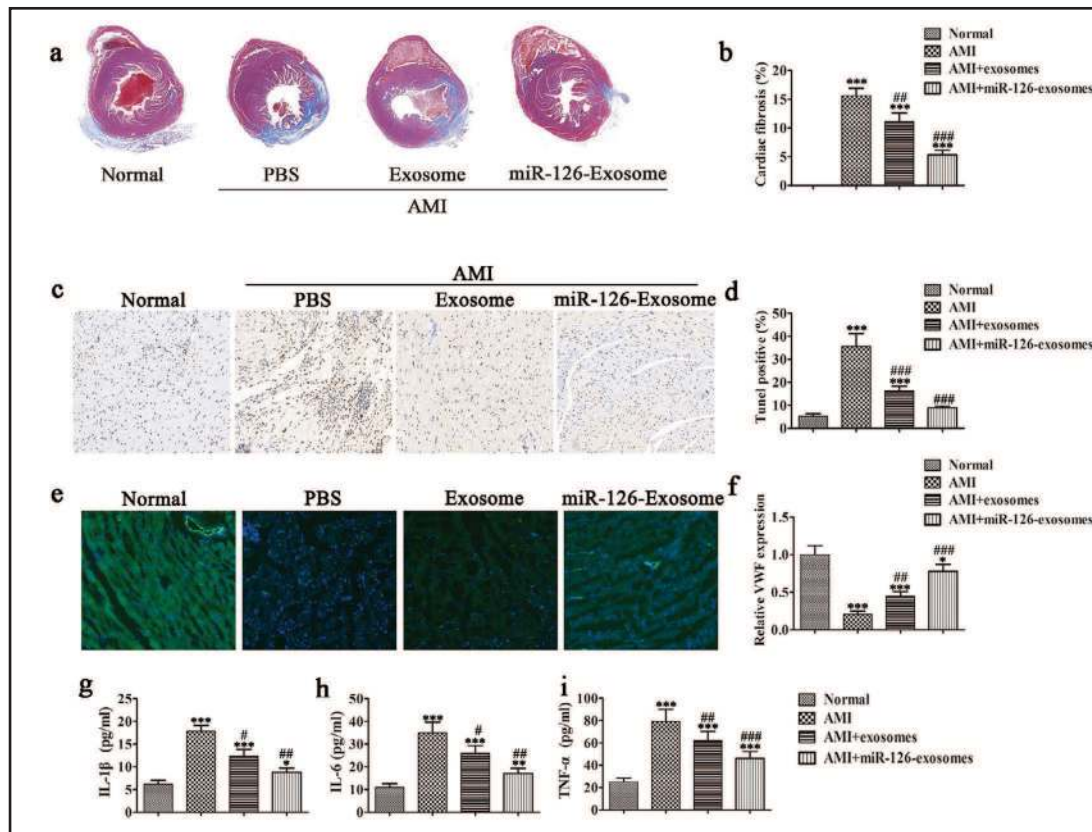 a
Normal
PBS
Exosome
miR-126-Exosome
AMI
b
Normal
AMI
AMI+exosomes
AMI+miR-126-exosomes
Cardiac fibrosis (%)
20
15
10
5
0
***
##
***
###
***
c
AMI
Normal
PBS
Exosome
miR-126-Exosome
d
Normal
AMI
AMI+exosomes
AMI+miR-126-exosomes
Tunel positive (%)
50
40
30
20
10
0
***
###
***
###
e
Normal
PBS
Exosome
miR-126-Exosome
f
Normal
AMI
AMI+exosomes
AMI+miR-126-exosomes
Relative VWF expression
1.5
1.0
0.5
0.0
***
##
***
###
*
g
IL-1β (pg/ml)
25
20
15
10
5
0
***
#
***
##
*
h
IL-6 (pg/ml)
50
40
30
20
10
0
***
#
***
##
**
i
TNF-α (pg/ml)
100
80
60
40
20
0
***
##
***
###
***
Normal
AMI
AMI+exosomes
AMI+miR-126-exosomes